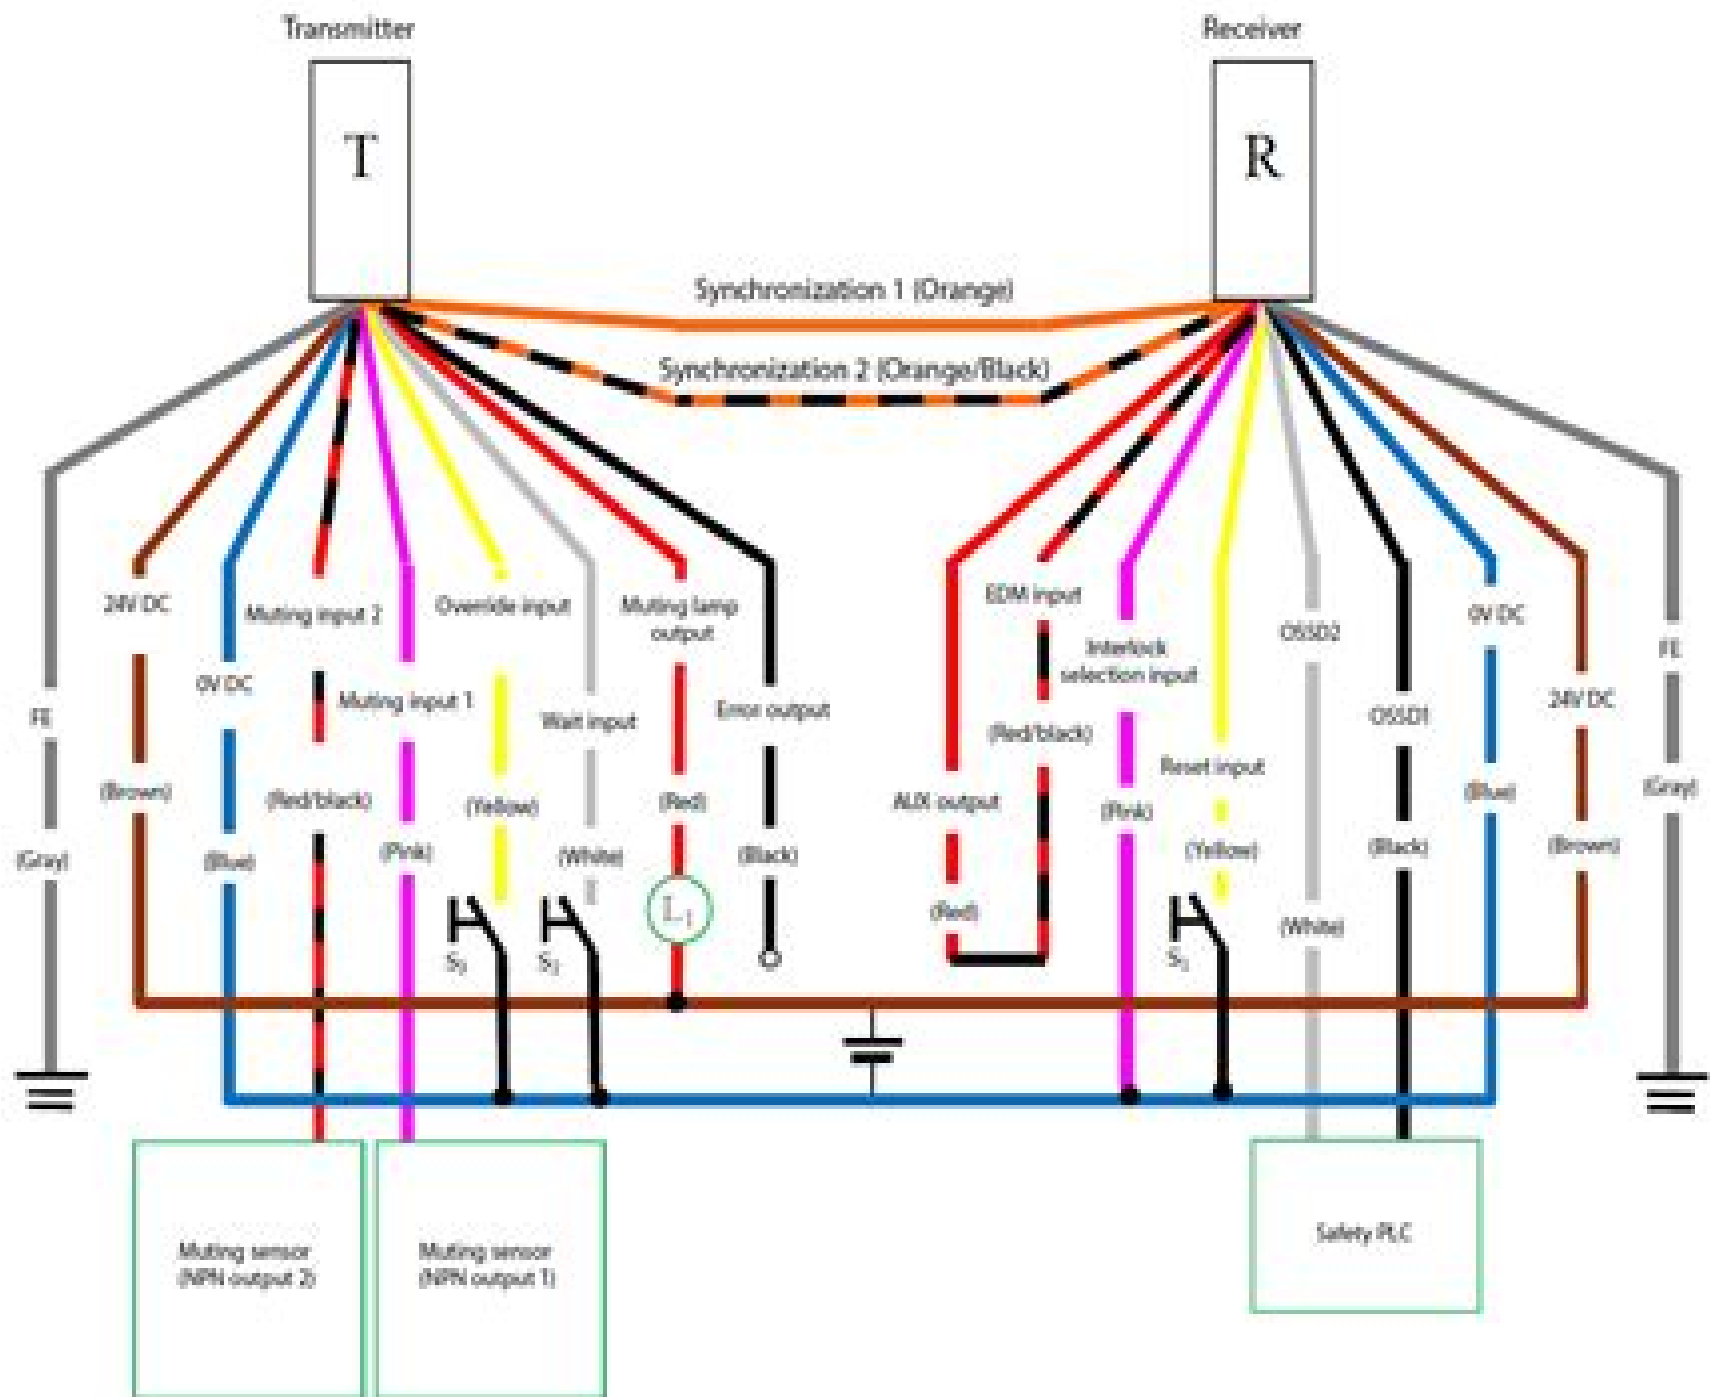 Transmitter
Receiver
T
R
Synchronization 1 (Orange)
Synchronization 2 (Orange/Black)
24V DC
Muting input 2
Override input
Muting lamp
output
EDM input
Interlock
selection input
OSSD2
0V DC
FE
0V DC
Muting input 1
Wait input
Error output
(Red/black)
OSSD1
24V DC
FE
(Brown)
(Red/black)
(Yellow)
(Red)
AUX output
(Pink)
Reset input
(Blue)
(Gray)
(Gray)
(Blue)
(Pink)
(White)
(Black)
(Yellow)
(Black)
(Brown)
L1
(Red)
(White)
Muting sensor
(NPN output 2)
Muting sensor
(NPN output 1)
Safety PLC